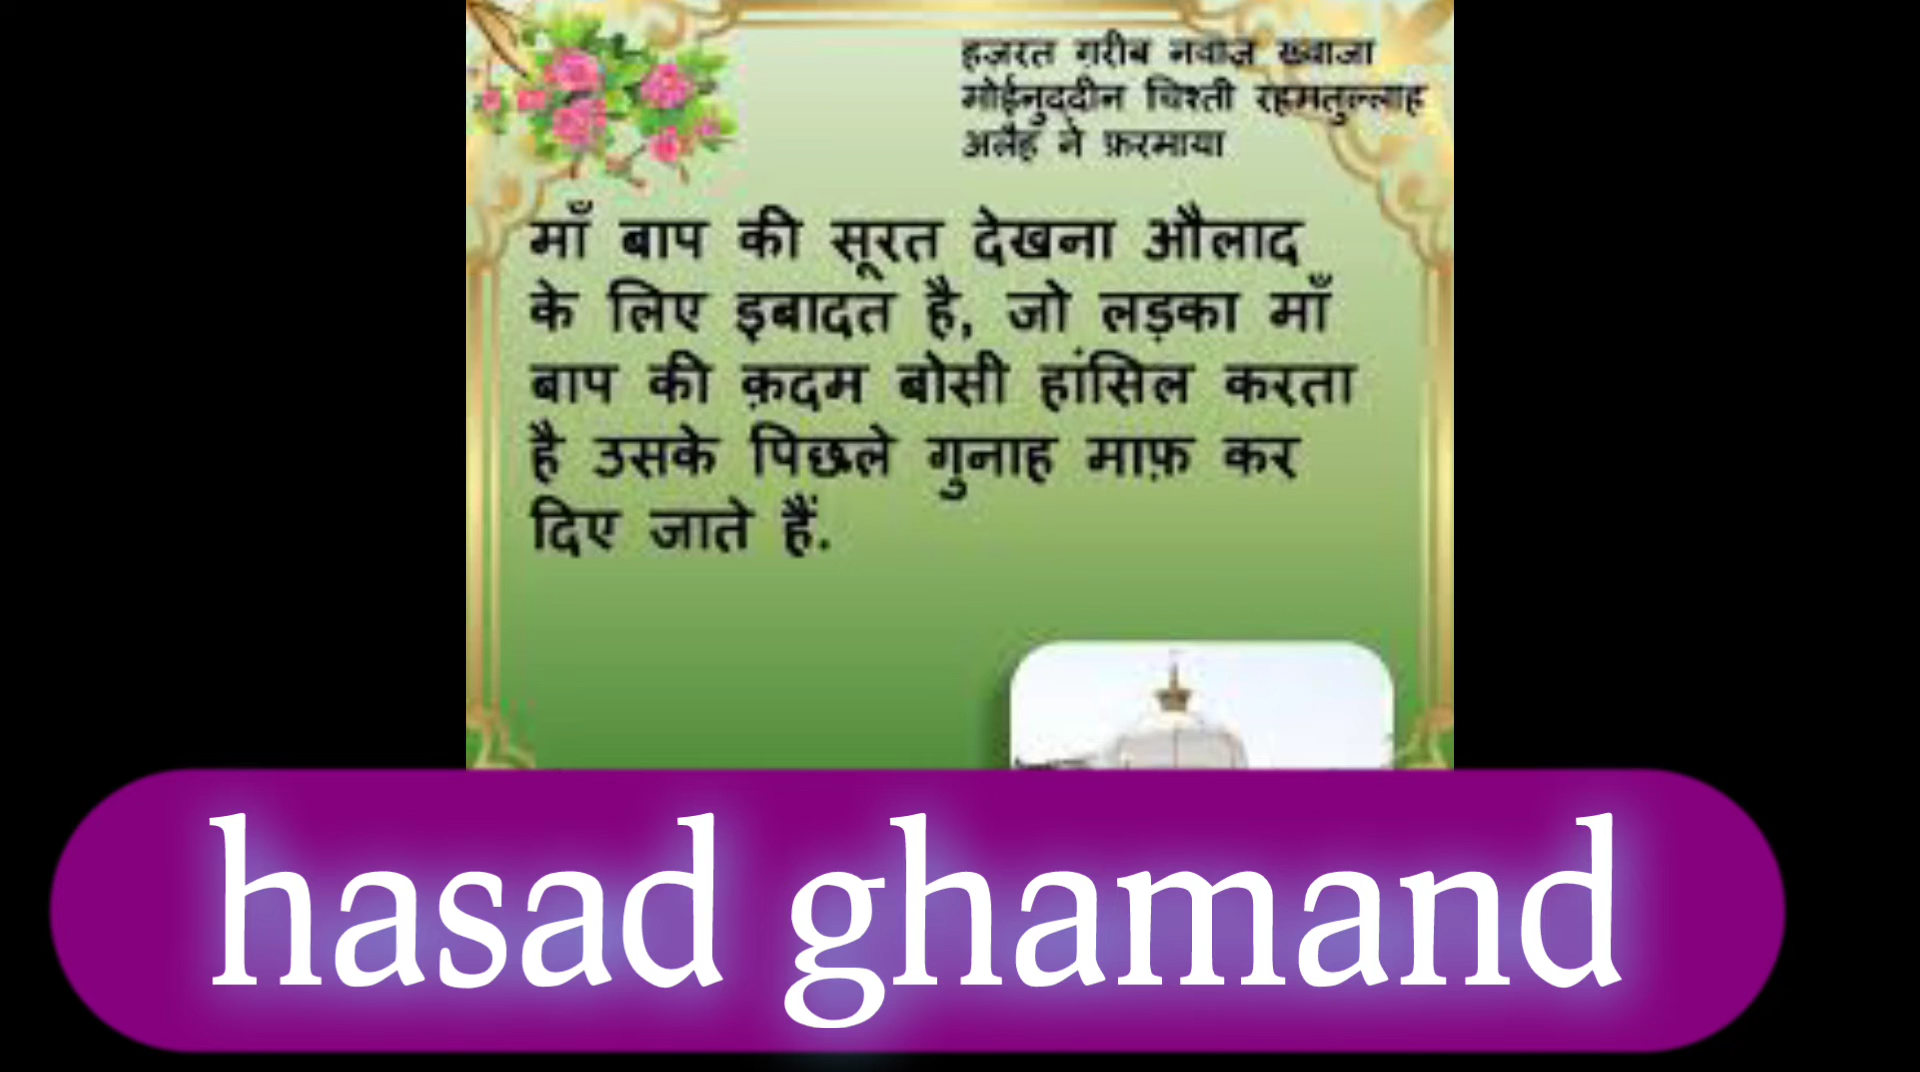 हज़रत ग़रीब नवाज़ ख्वाजा
मोईनुद्दीन चिश्ती रहमतुल्लाह
अलैह ने फ़रमाया
माँ बाप की सूरत देखना औलाद
के लिए इबादत है, जो लड़का माँ
बाप की क़दम बोसी हांसिल करता
है उसके पिछले गुनाह माफ़ कर
दिए जाते हैं.
hasad ghamand